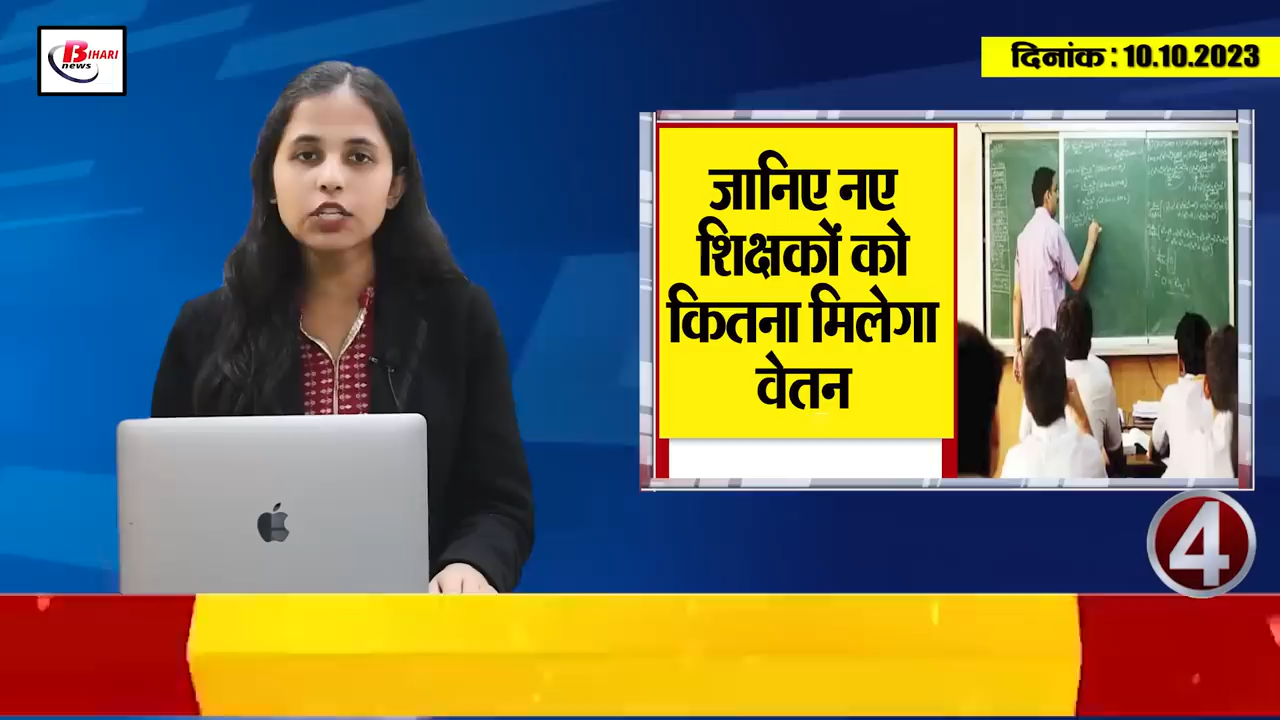 BIHARI
news
दिनांक : 10.10.2023
जानिए नए
शिक्षकों को
कितना मिलेगा
वेतन
4